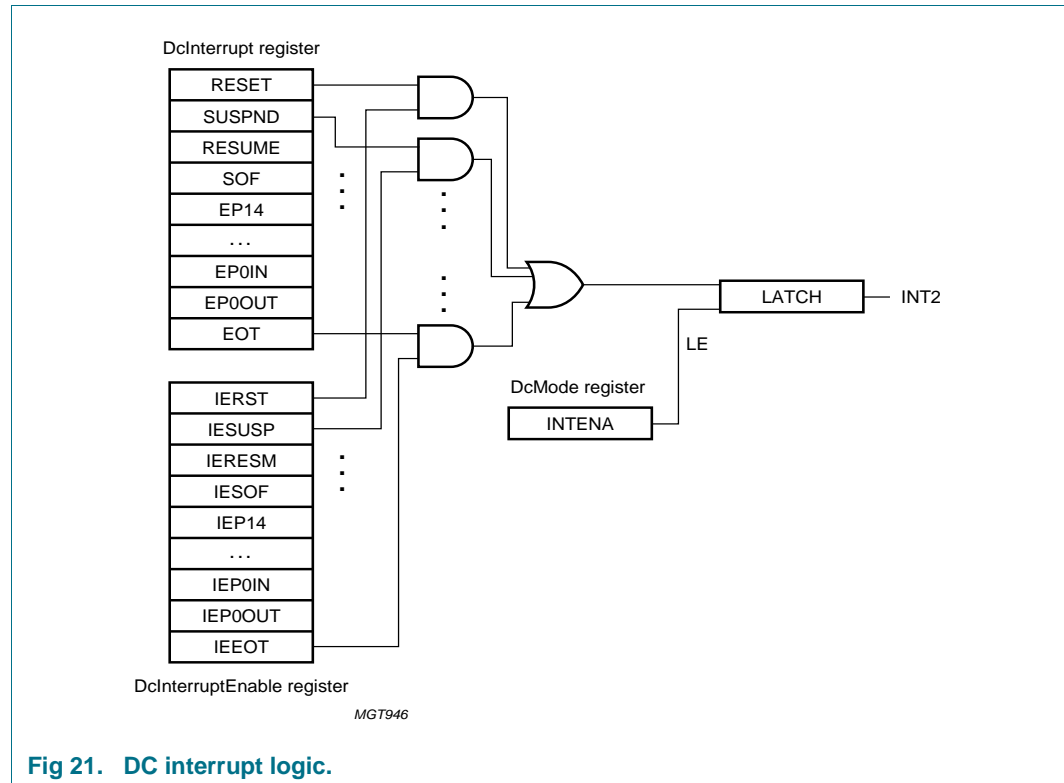 DcInterrupt register
RESET
SUSPND
RESUME
SOF
EP14
...
EP0IN
EP0OUT
EOT
IERST
IESUSP
IERESM
IESOF
IEP14
...
IEP0IN
IEP0OUT
IEEOT
DcInterruptEnable register
LATCH
INT2
LE
DcMode register
INTENA
MGT946
Fig 21. DC interrupt logic.